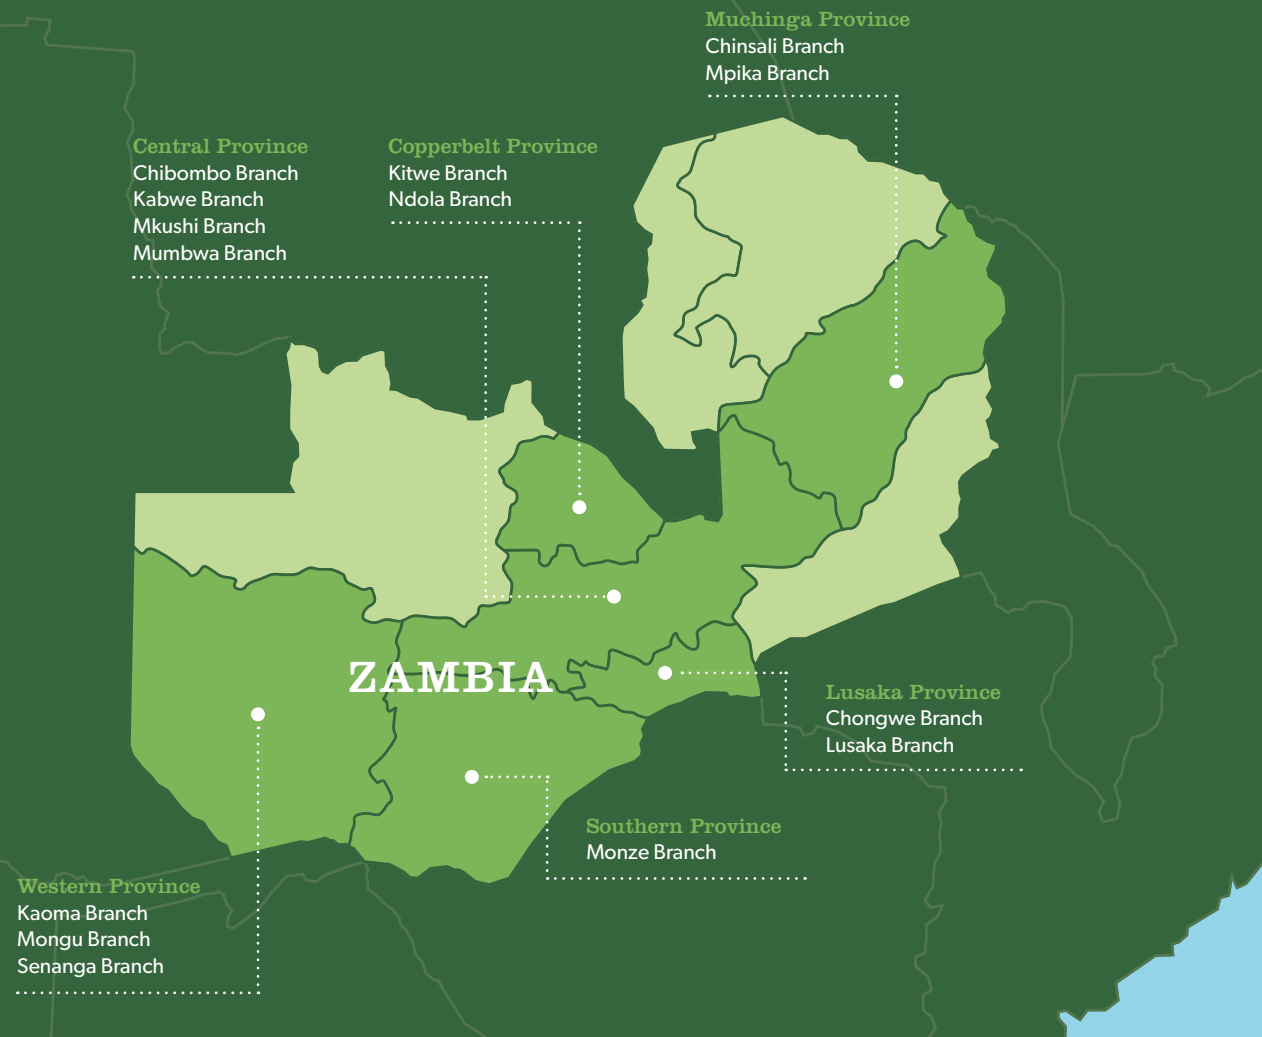 Muchinga Province
Chinsali Branch
Mpika Branch
Central Province
Chibombo Branch
Kabwe Branch
Mkushi Branch
Mumbwa Branch
Copperbelt Province
Kitwe Branch
Ndola Branch
ZAMBIA
Lusaka Province
Chongwe Branch
Lusaka Branch
Southern Province
Monze Branch
Western Province
Kaoma Branch
Mongu Branch
Senanga Branch